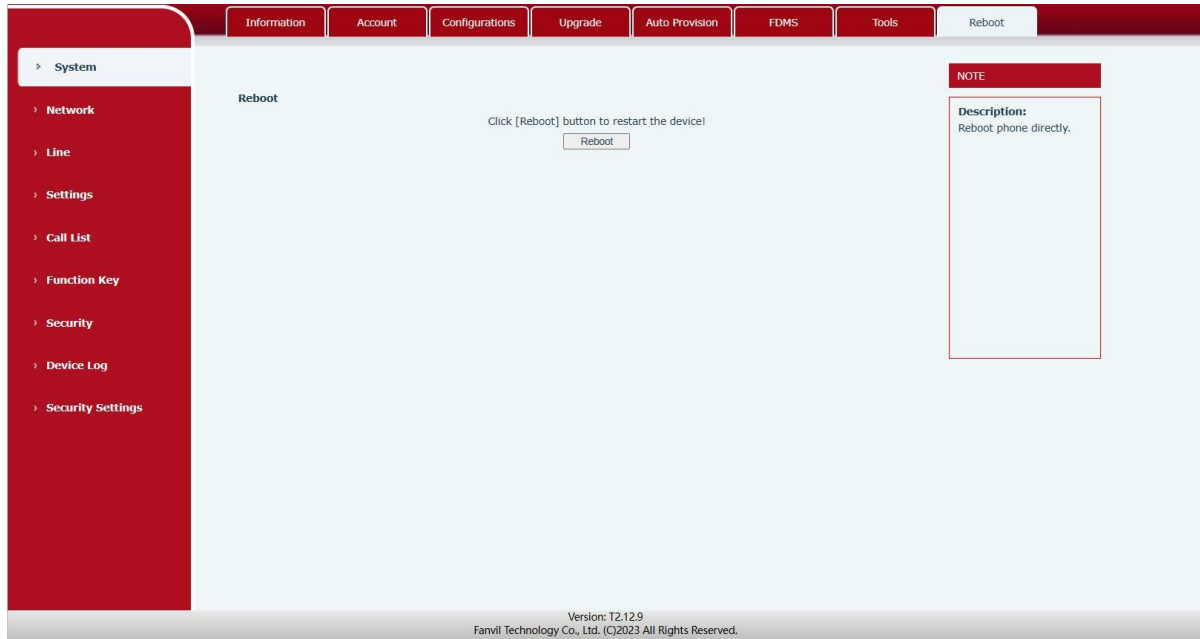 Information
Account
Configurations
Upgrade
Auto Provision
FDMS
Tools
Reboot
› System
› Network
› Line
› Settings
› Call List
› Function Key
› Security
› Device Log
› Security Settings
Reboot
Click [Reboot] button to restart the device!
Reboot
NOTE
Description:
Reboot phone directly.
Version: T2.12.9
Fanvil Technology Co., Ltd. (C)2023 All Rights Reserved.